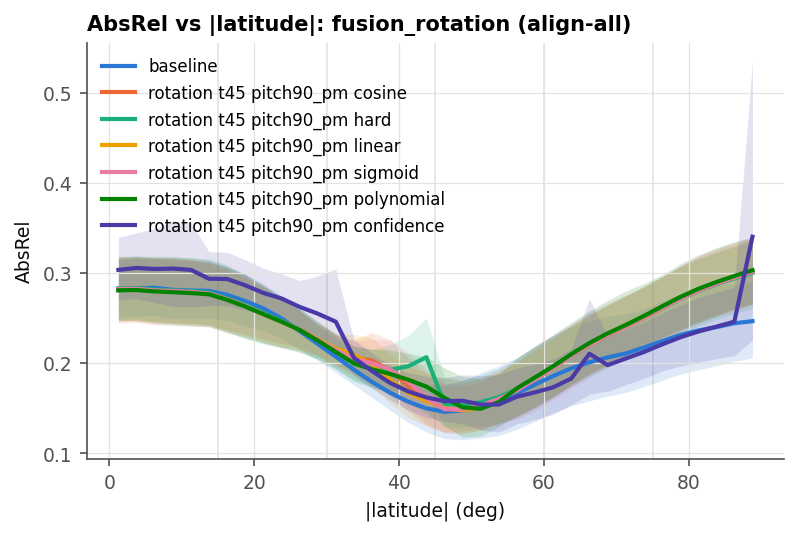 AbsRel vs |latitude|: fusion_rotation (align-all)
baseline
rotation t45 pitch90_pm cosine
rotation t45 pitch90_pm hard
rotation t45 pitch90_pm linear
rotation t45 pitch90_pm sigmoid
rotation t45 pitch90_pm polynomial
rotation t45 pitch90_pm confidence
AbsRel
0.5
0.4
0.3
0.2
0.1
0 20 40 60 80
|latitude| (deg)